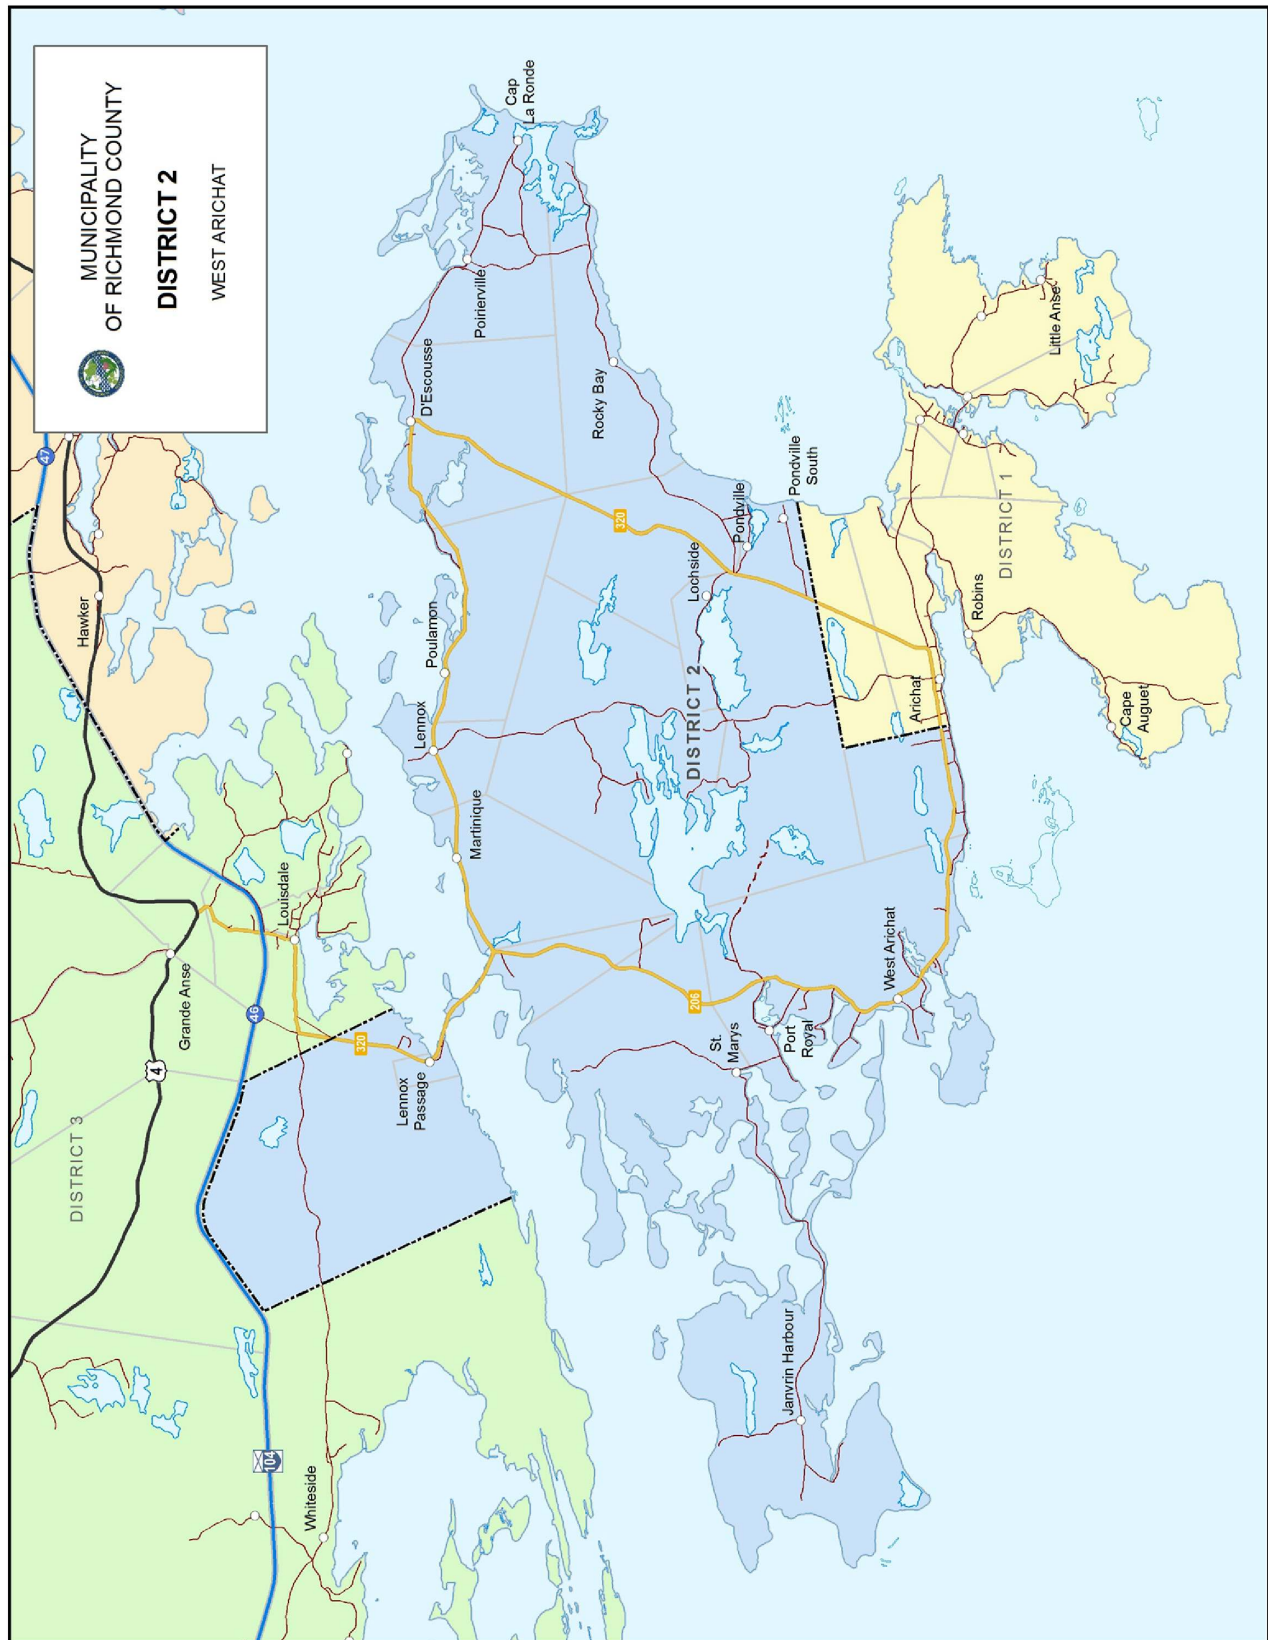 MUNICIPALITY
OF RICHMOND COUNTY
DISTRICT 2
WEST ARICHAT
47
Hawker
Cap
La Ronde
Poirierville
D'Escousse
Rocky Bay
320
Pondville
South
Pondville
Lochside
Little Anse
DISTRICT 1
Robins
Cape
Auguet
Arichat
Poulamon
Lennox
DISTRICT 2
Martinique
Louisdale
Grande Anse
46
4
320
Lennox
Passage
206
West Arichat
St.
Marys
Port
Royal
DISTRICT 3
Janvrin Harbour
104
Whiteside